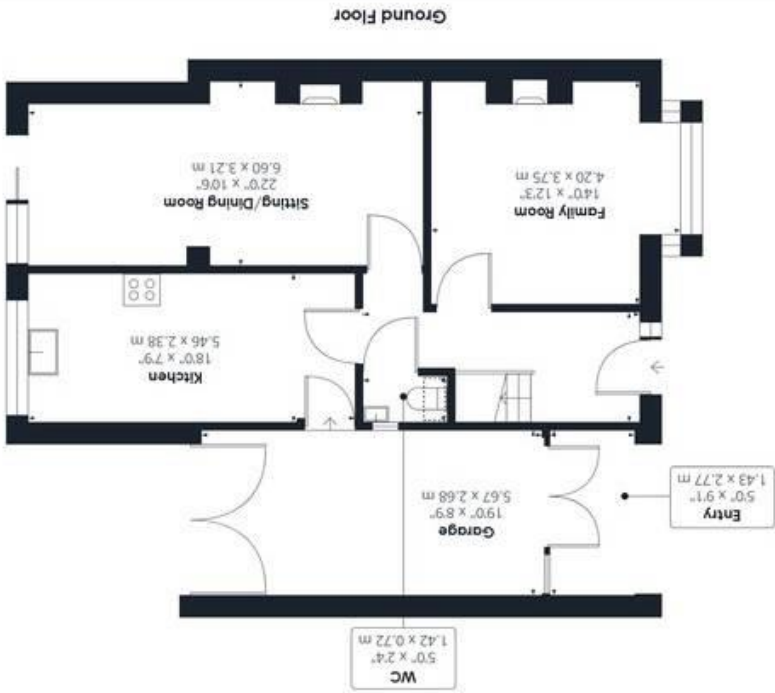 WC
5'0" x 2'4"
1.42 x 0.72 m
Entry
5'0" x 9'1"
1.43 x 2.77 m
Garage
19'0" x 8'9"
5.67 x 2.68 m
Kitchen
18'0" x 7'9"
5.46 x 2.38 m
Family Room
14'0" x 12'3"
4.20 x 3.75 m
Sitting/Dining Room
22'0" x 10'6"
6.60 x 3.21 m
Ground Floor